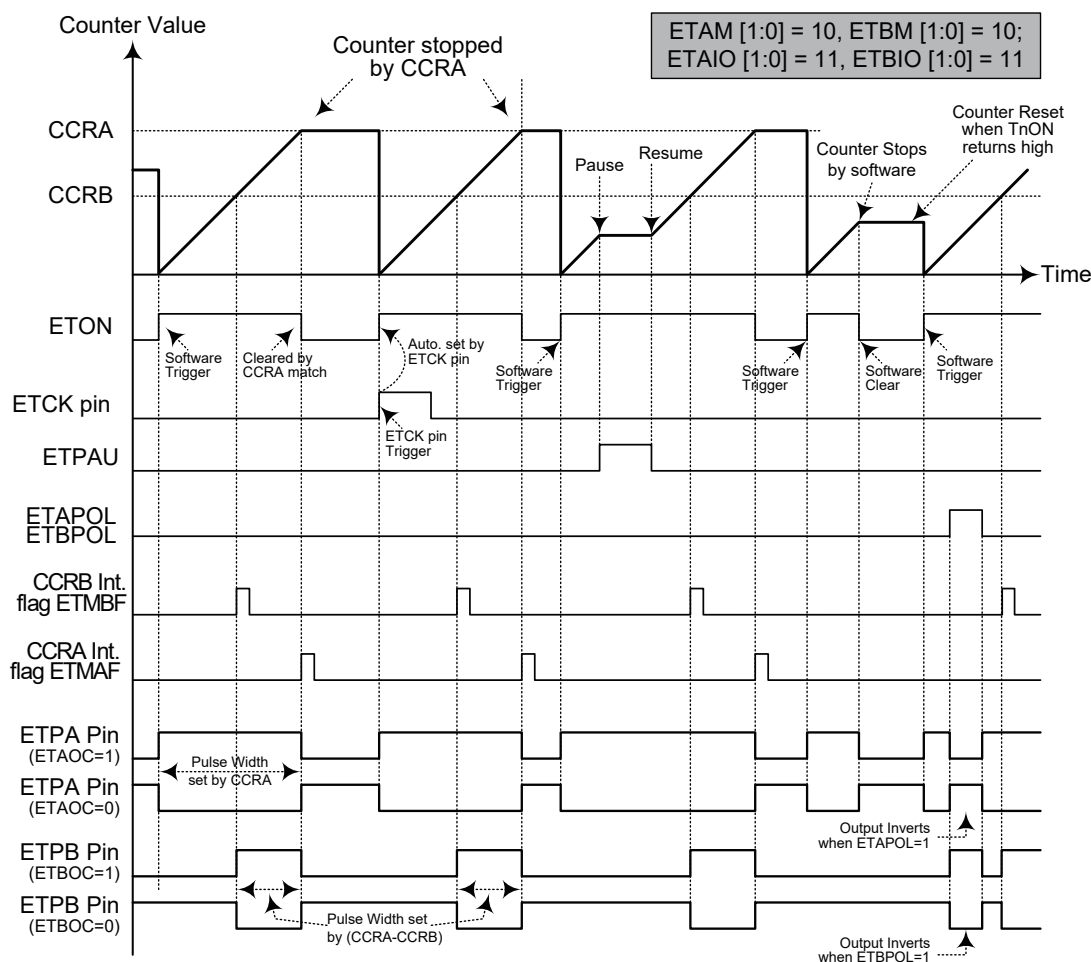 Counter Value
ETAM [1:0] = 10, ETBM [1:0] = 10;
ETAIO [1:0] = 11, ETBIO [1:0] = 11
Counter stopped
by CCRA
CCRA
CCRB
Pause
Resume
Counter Stops
by software
Counter Reset
when TnON
returns high
Time
ETON
Software
Trigger
Cleared by
CCRA match
Auto. set by
ETCK pin
Software
Trigger
Software
Trigger
Software
Clear
Software
Trigger
ETCK pin
ETCK pin
Trigger
ETPAU
ETAPOL
ETBPOL
CCRB Int.
flag ETMBF
CCRA Int.
flag ETMAF
ETPA Pin
(ETAOC=1)
Pulse Width
set by CCRA
ETPA Pin
(ETAOC=0)
Output Inverts
when ETAPOL=1
ETPB Pin
(ETBOC=1)
ETPB Pin
(ETBOC=0)
Pulse Width set
by (CCRA-CCRB)
Output Inverts
when ETBPOL=1